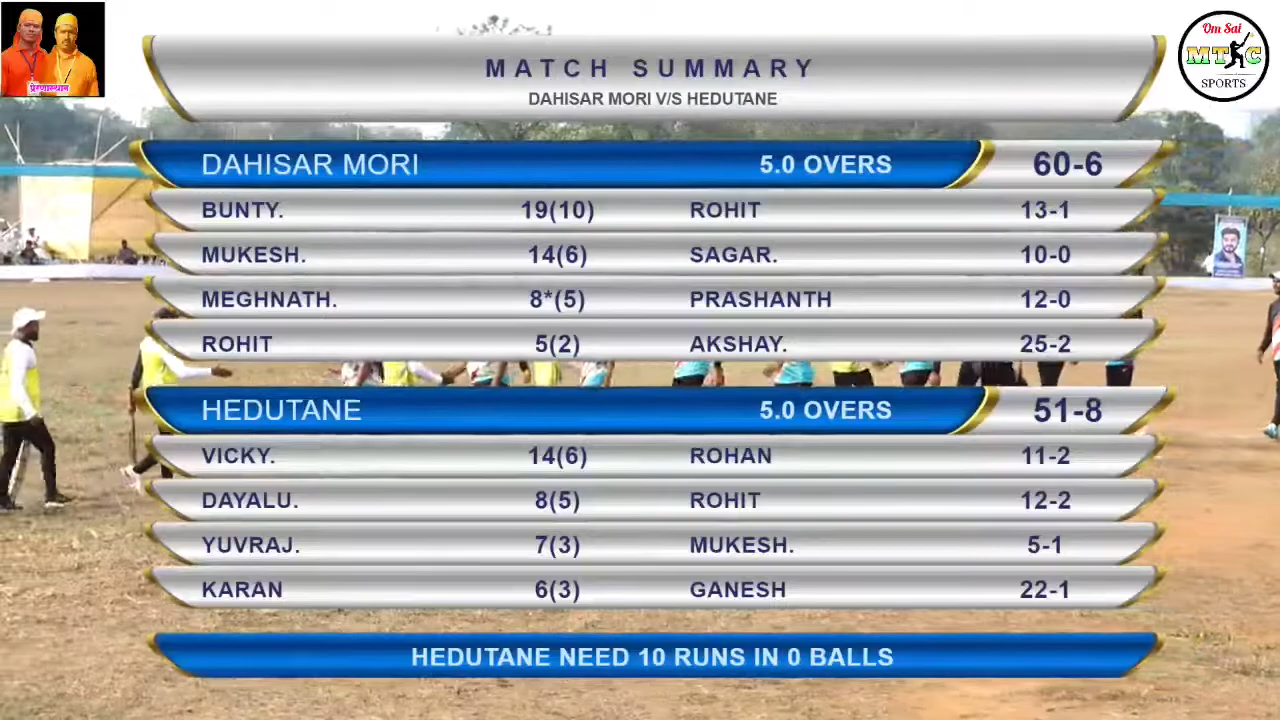 प्रेरणास्थान
Om Sai
MTSC
SPORTS
MATCH SUMMARY
DAHISAR MORI V/S HEDUTANE
DAHISAR MORI 5.0 OVERS 60-6
BUNTY. 19(10) ROHIT 13-1
MUKESH. 14(6) SAGAR. 10-0
MEGHNATH. 8*(5) PRASHANTH 12-0
ROHIT 5(2) AKSHAY. 25-2
HEDUTANE 5.0 OVERS 51-8
VICKY. 14(6) ROHAN 11-2
DAYALU. 8(5) ROHIT 12-2
YUVRAJ. 7(3) MUKESH. 5-1
KARAN 6(3) GANESH 22-1
HEDUTANE NEED 10 RUNS IN 0 BALLS